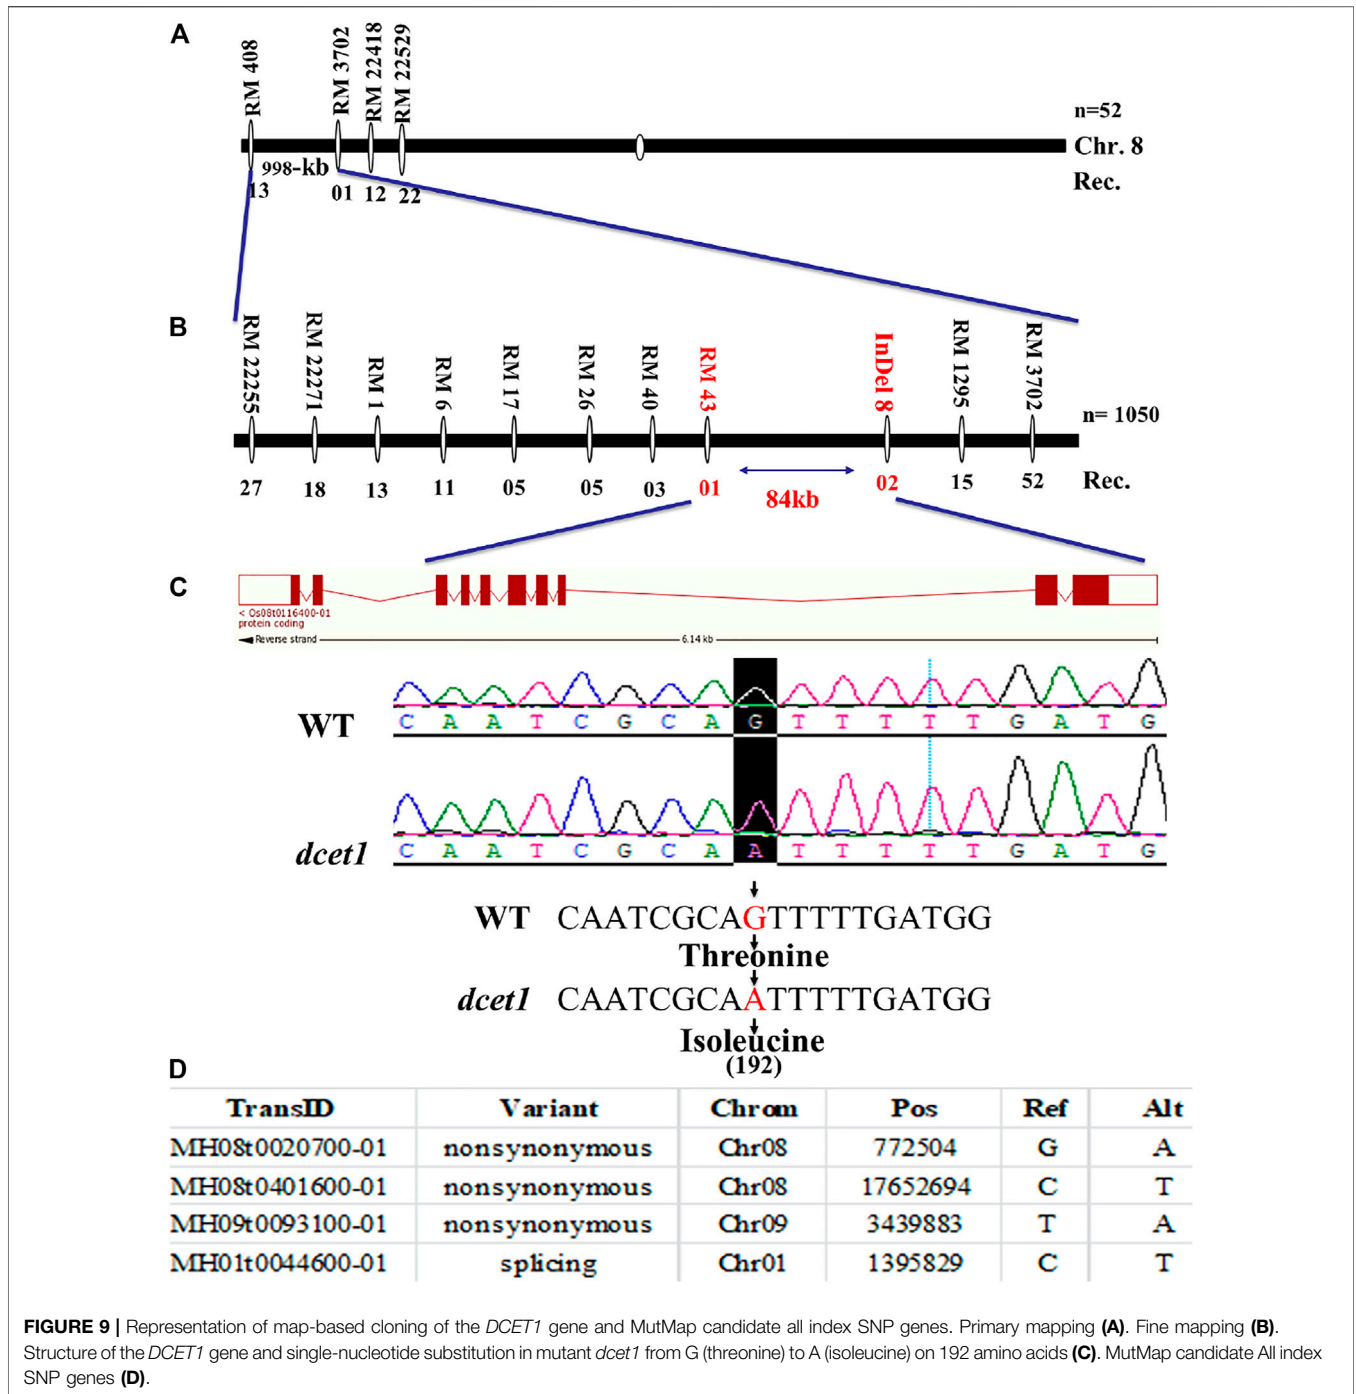 A
RM 408
RM 3702
RM 22418
RM 22529
n=52
Chr. 8
Rec.
998-kb
13
01
12
22
B
RM 22255
RM 22271
RM 1
RM 6
RM 17
RM 26
RM 40
RM 43
InDel 8
RM 1295
RM 3702
n= 1050
27
18
13
11
05
05
03
01
84kb
02
15
52
Rec.
C
< Os08t0116400-01
protein coding
Reverse strand
6.14 kb
WT
C A A T C G C A G T T T T T G A T G
dcet1
C A A T C G C A A T T T T T G A T G
WT CAATCGCAGTTTTTGATGG
Threonine
dcet1 CAATCGCAATTTTTGATGG
Isoleucine
(192)
D
TransID Variant Chrom Pos Ref Alt
MH08t0020700-01 nonsynonymous Chr08 772504 G A
MH08t0401600-01 nonsynonymous Chr08 17652694 C T
MH09t0093100-01 nonsynonymous Chr09 3439883 T A
MH01t0044600-01 splicing Chr01 1395829 C T
FIGURE 9 | Representation of map-based cloning of the DCET1 gene and MutMap candidate all index SNP genes. Primary mapping (A). Fine mapping (B).
Structure of the DCET1 gene and single-nucleotide substitution in mutant dcet1 from G (threonine) to A (isoleucine) on 192 amino acids (C). MutMap candidate All index
SNP genes (D).